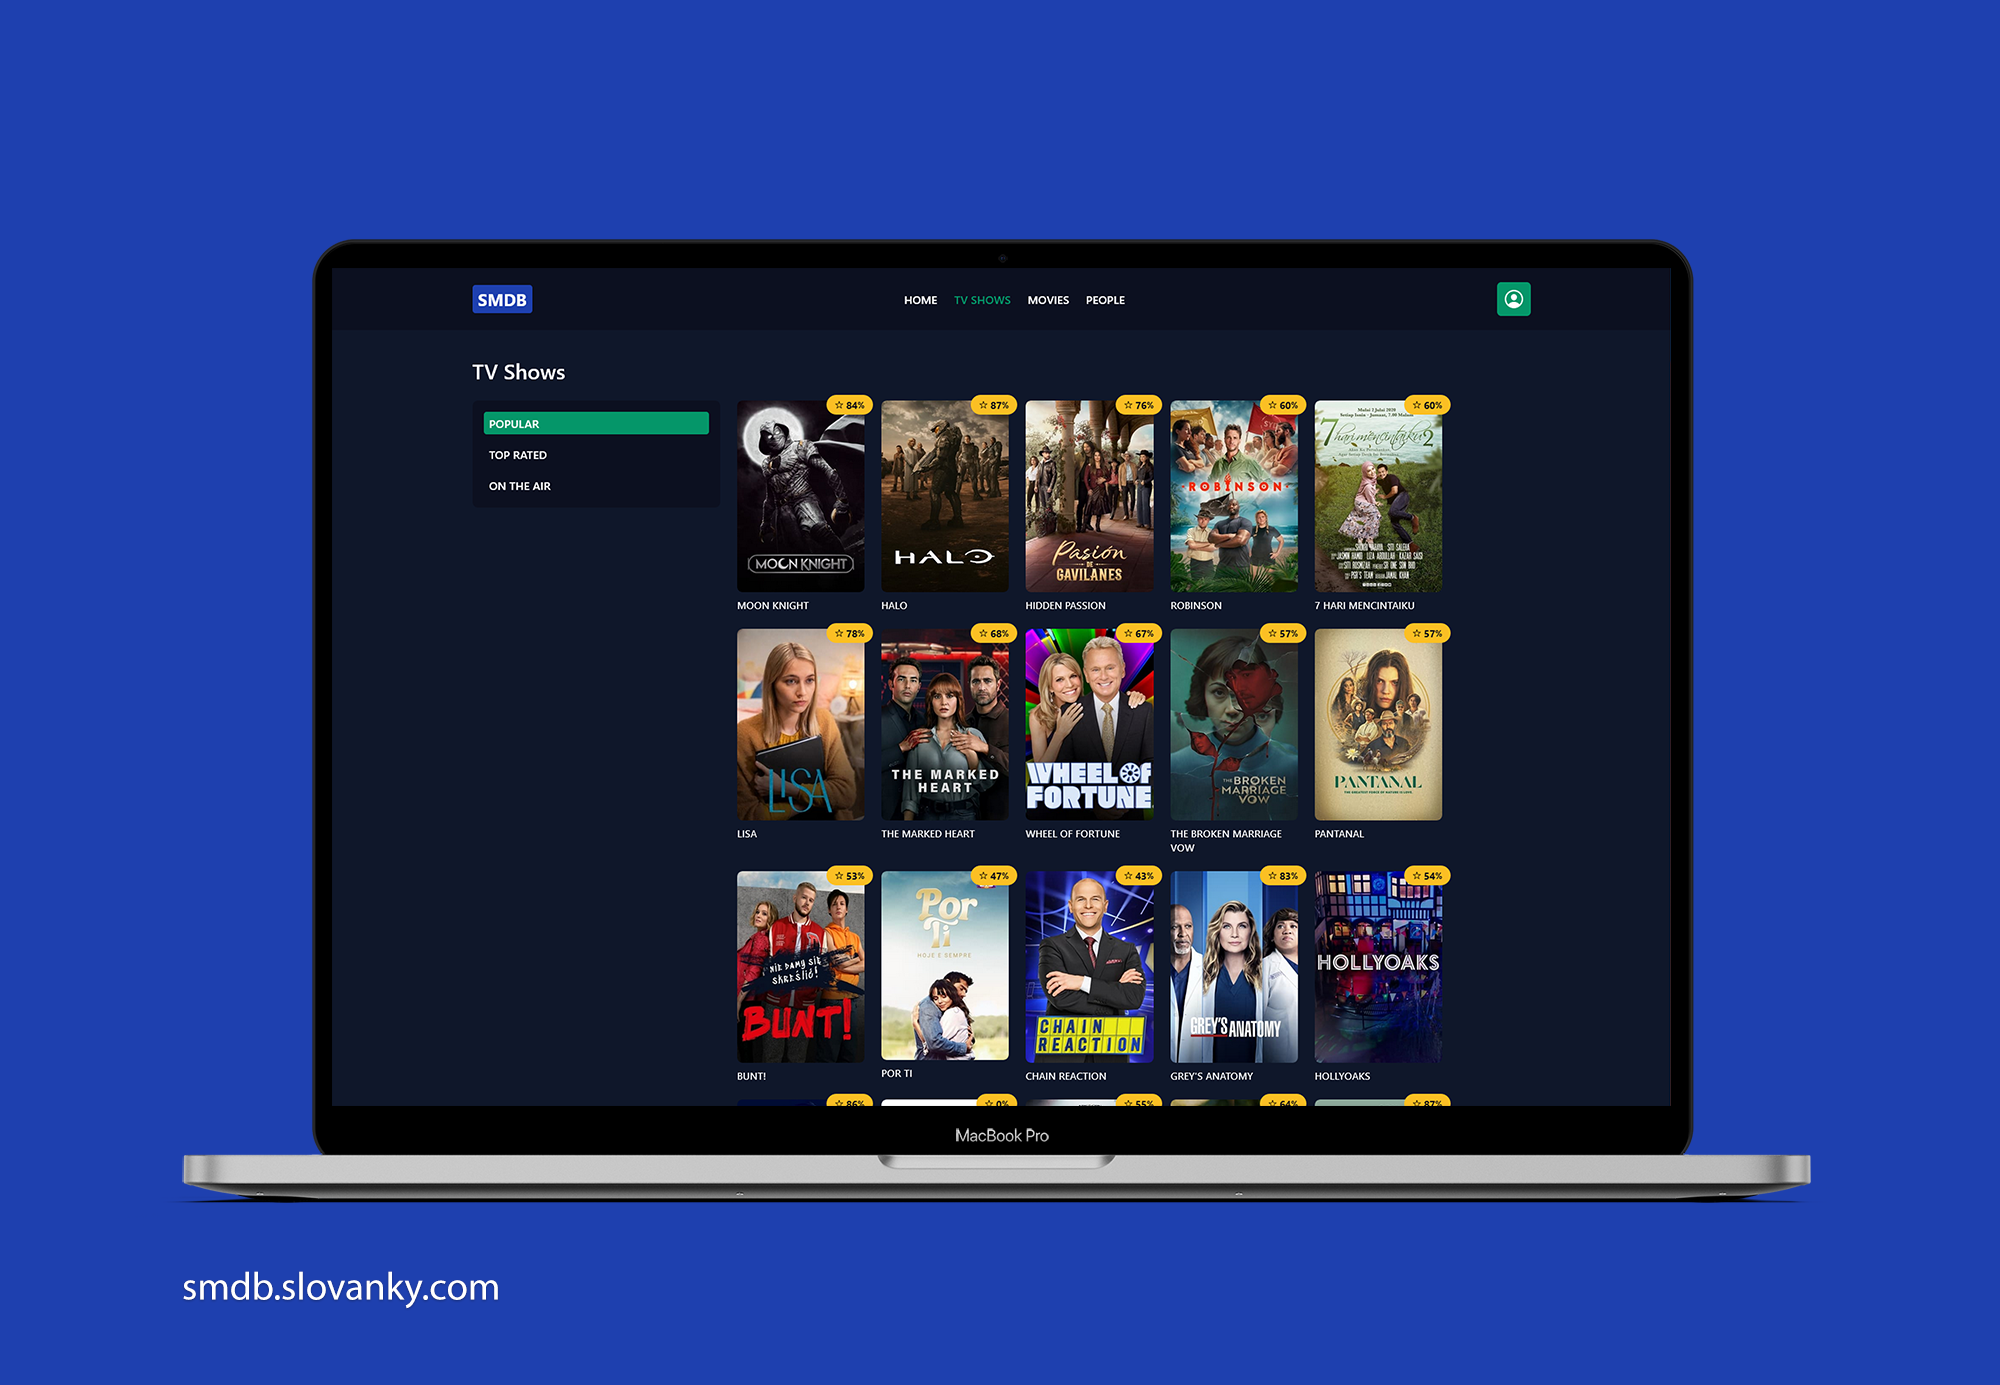 SMDB
HOME TV SHOWS MOVIES PEOPLE
TV Shows
POPULAR
TOP RATED
ON THE AIR
84%
MOON KNIGHT
MOON KNIGHT
87%
HALO
HALO
76%
Pasión
DE
GAVILANES
HIDDEN PASSION
60%
ROBINSON
ROBINSON
60%
7 hari mencintaiku 2
7 HARI MENCINTAIKU
78%
LISA
LISA
68%
THE MARKED
HEART
THE MARKED HEART
67%
WHEEL OF
FORTUNE
WHEEL OF FORTUNE
57%
THE BROKEN
MARRIAGE
VOW
THE BROKEN MARRIAGE
VOW
57%
PANTANAL
PANTANAL
53%
NIE DAMY SIĘ
SKREŚLIĆ!
BUNT!
BUNT!
47%
Por
Ti
HOJE E SEMPRE
POR TI
43%
CHAIN
REACTION
CHAIN REACTION
83%
GREY'S ANATOMY
GREY'S ANATOMY
54%
HOLLYOAKS
HOLLYOAKS
86%
0%
55%
64%
87%
MacBook Pro
smdb.slovanky.com